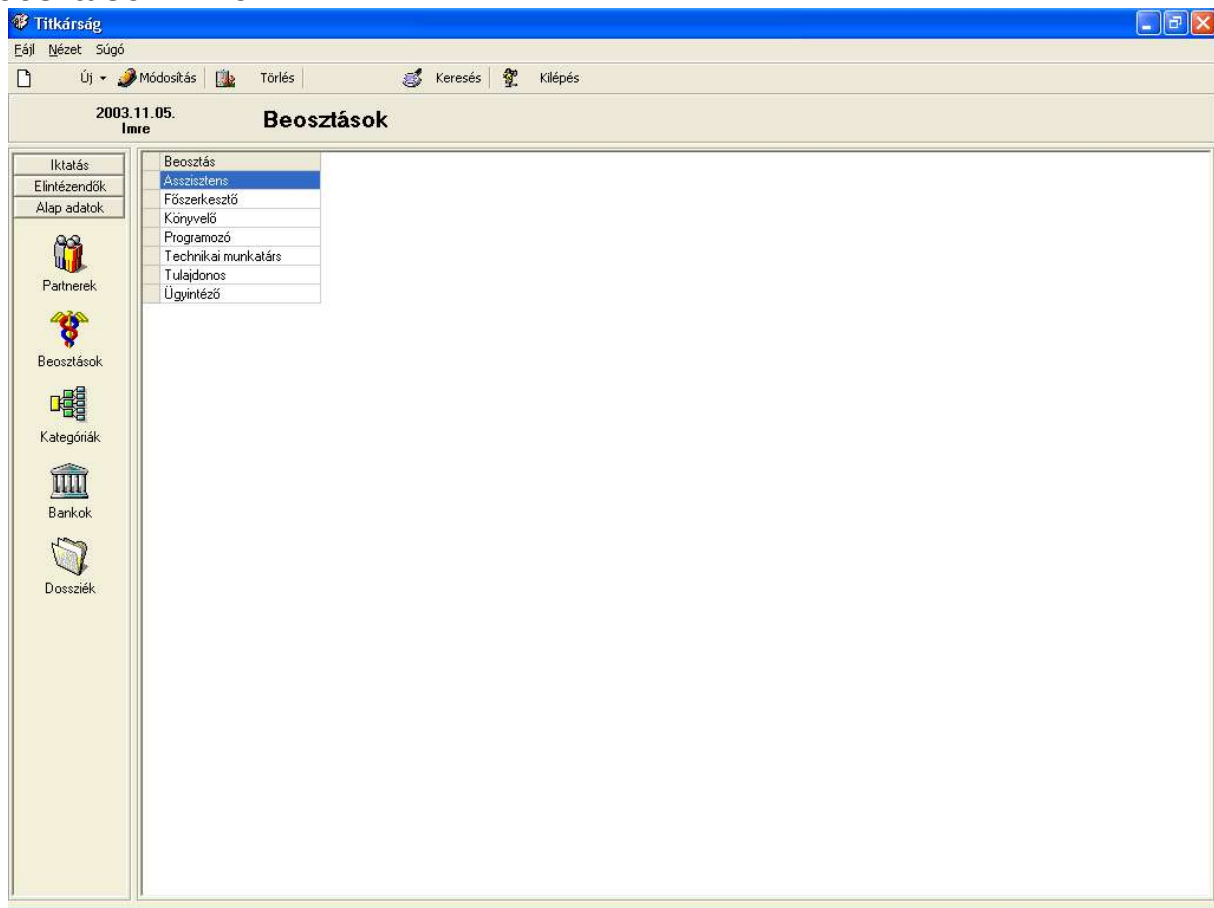 Titkárság
Fájl Nézet Súgó
Új Módosítás Törlés Keresés Kilépés
2003.11.05.
Imre
Beosztások
Iktatás
Elintézendők
Alap adatok
Partnerek
Beosztások
Kategóriák
Bankok
Dossziék
Beosztás
Asszisztens
Főszerkesztő
Könyvelő
Programozó
Technikai munkatárs
Tulajdonos
Ügyintéző